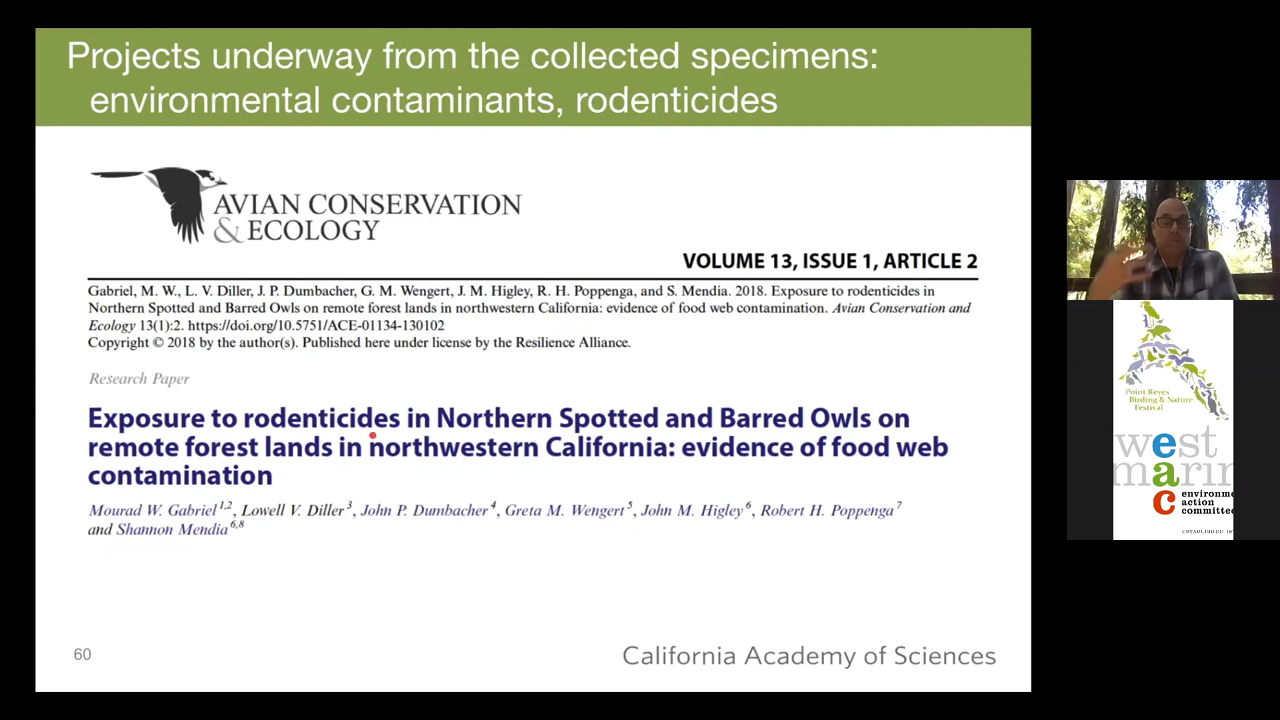 Projects underway from the collected specimens:
environmental contaminants, rodenticides
AVIAN CONSERVATION
& ECOLOGY
VOLUME 13, ISSUE 1, ARTICLE 2
Gabriel, M. W., L. V. Diller, J. P. Dumbacher, G. M. Wengert, J. M. Higley, R. H. Poppenga, and S. Mendia. 2018. Exposure to rodenticides in
Northern Spotted and Barred Owls on remote forest lands in northwestern California: evidence of food web contamination. Avian Conservation and
Ecology 13(1):2. https://doi.org/10.5751/ACE-01134-130102
Copyright © 2018 by the author(s). Published here under license by the Resilience Alliance.
Research Paper
Exposure to rodenticides in Northern Spotted and Barred Owls on
remote forest lands in northwestern California: evidence of food web
contamination
Mourad W. Gabriel 1,2, Lowell V. Diller 3, John P. Dumbacher 4, Greta M. Wengert 5, John M. Higley 6, Robert H. Poppenga 7
and Shannon Mendia 6,8
60
California Academy of Sciences
Point Reyes
Birding & Nature
Festival
west
marin
eac
environme
action
committee